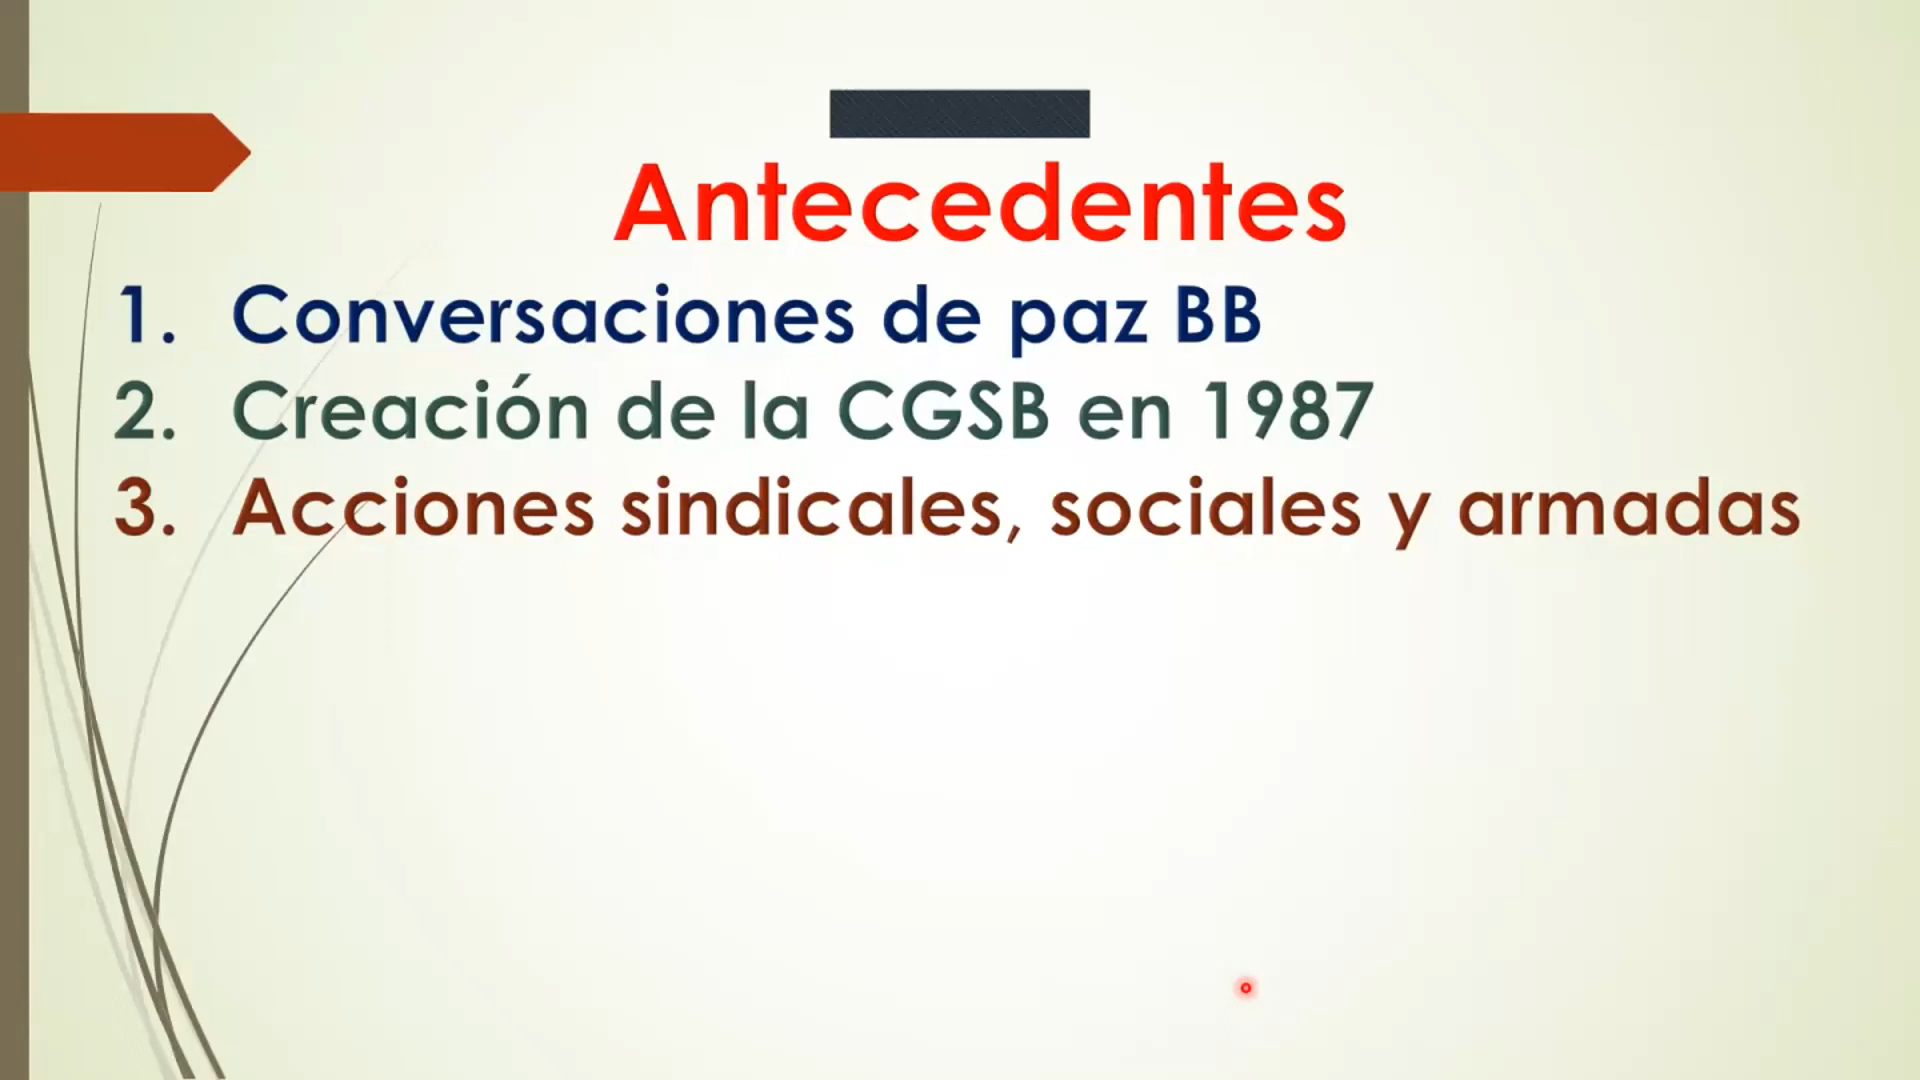 Antecedentes
1. Conversaciones de paz BB
2. Creación de la CGSB en 1987
3. Acciones sindicales, sociales y armadas